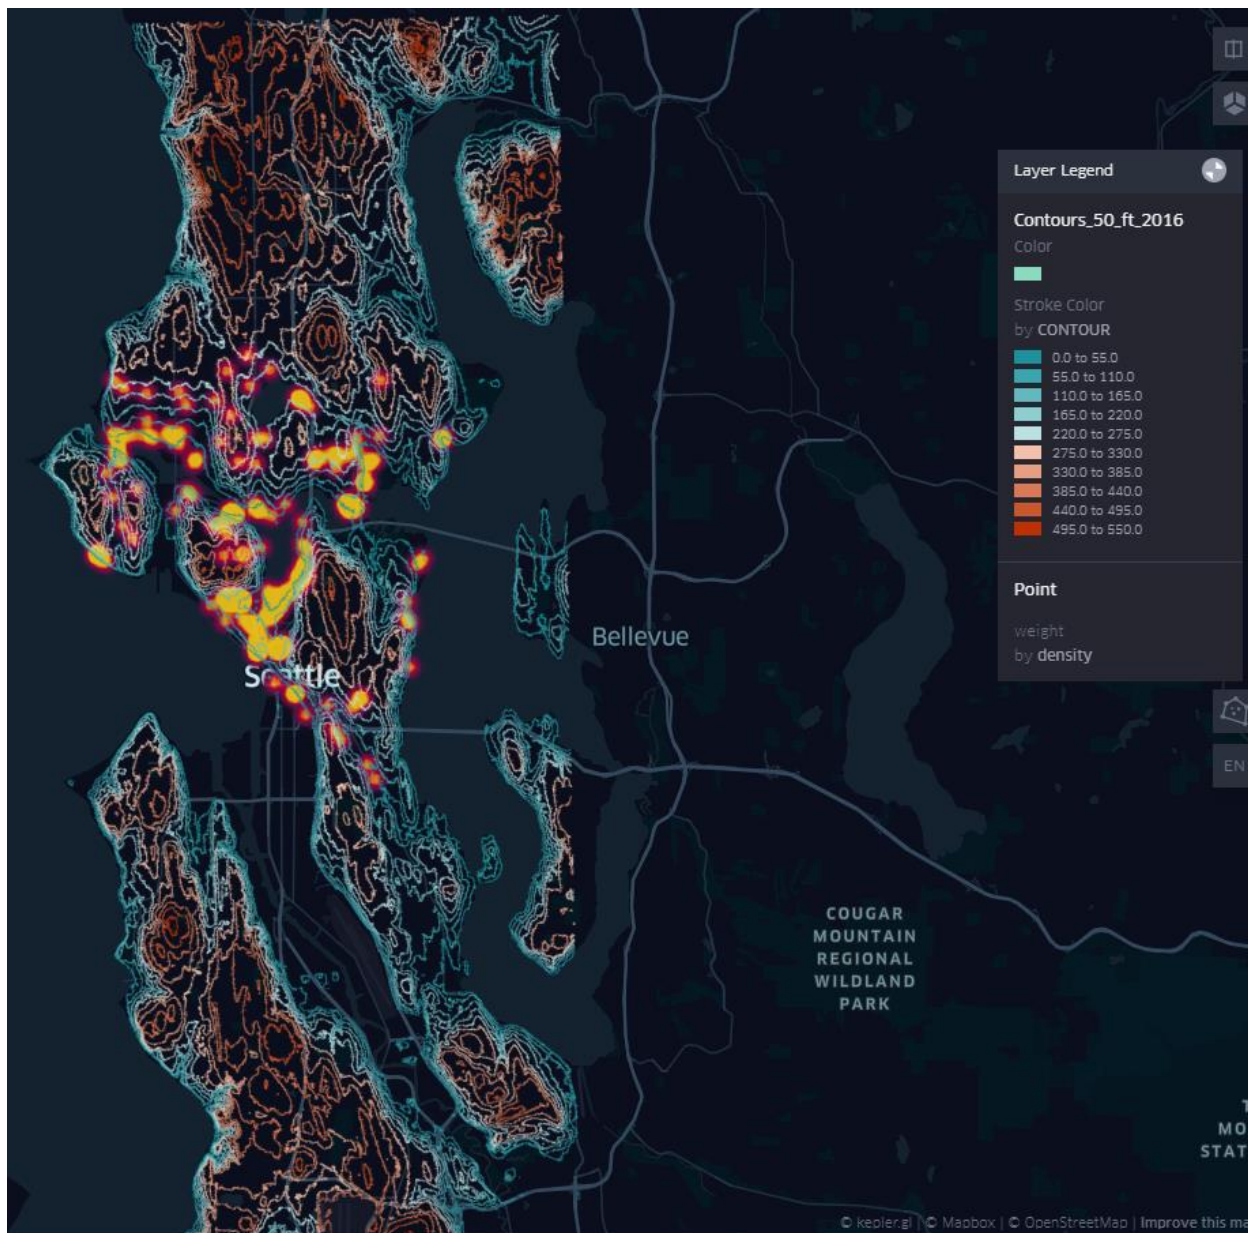 Layer Legend
Contours_50_ft_2016
Color
Stroke Color
by CONTOUR
0.0 to 55.0
55.0 to 110.0
110.0 to 165.0
165.0 to 220.0
220.0 to 275.0
275.0 to 330.0
330.0 to 385.0
385.0 to 440.0
440.0 to 495.0
495.0 to 550.0
Point
weight
by density
Bellevue
Seattle
EN
COUGAR
MOUNTAIN
REGIONAL
WILDLAND
PARK
T
MO
STAT
© kepler.gl | © Mapbox | © OpenStreetMap | Improve this ma